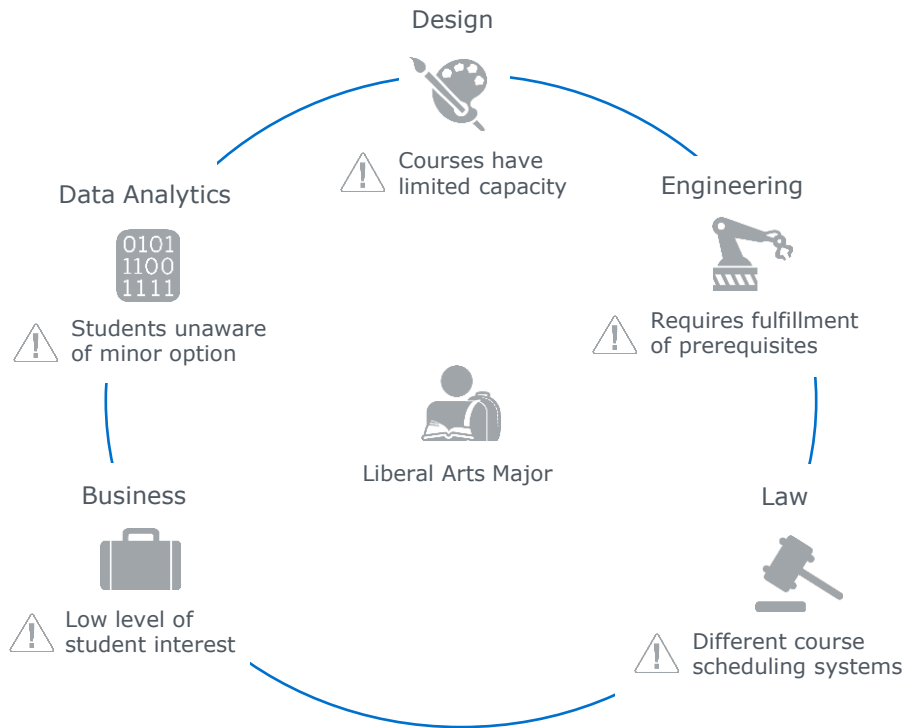 Design
Courses have
limited capacity
Engineering
Requires fulfillment
of prerequisites
Data Analytics
0101
1100
1111
Students unaware
of minor option
Liberal Arts Major
Business
Low level of
student interest
Law
Different course
scheduling systems